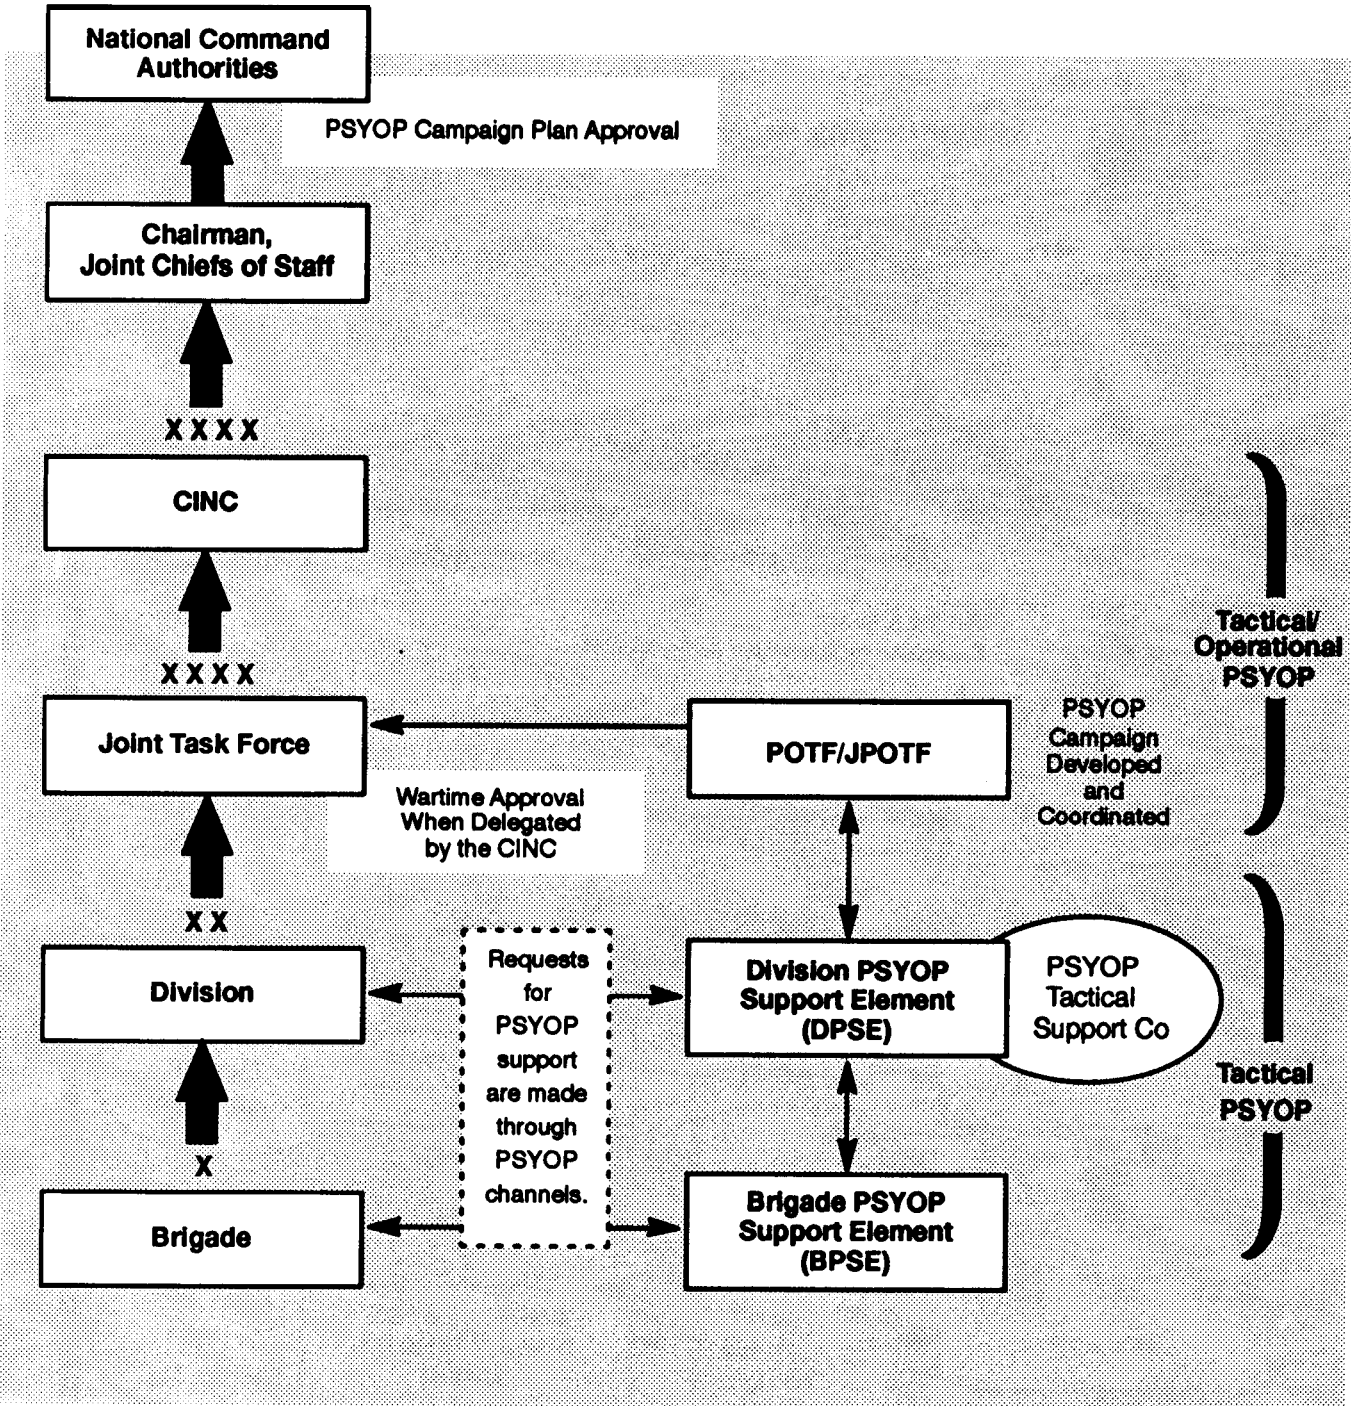 National Command
Authorities
PSYOP Campaign Plan Approval
Chairman,
Joint Chiefs of Staff
XXXX
CINC
XXXX
Joint Task Force
Wartime Approval
When Delegated
by the CINC
POTF/JPOTF
PSYOP
Campaign
Developed
and
Coordinated
Tactical/
Operational
PSYOP
XX
Division
Requests
for
PSYOP
support
are made
through
PSYOP
channels.
Division PSYOP
Support Element
(DPSE)
PSYOP
Tactical
Support Co
Tactical
PSYOP
X
Brigade
Brigade PSYOP
Support Element
(BPSE)